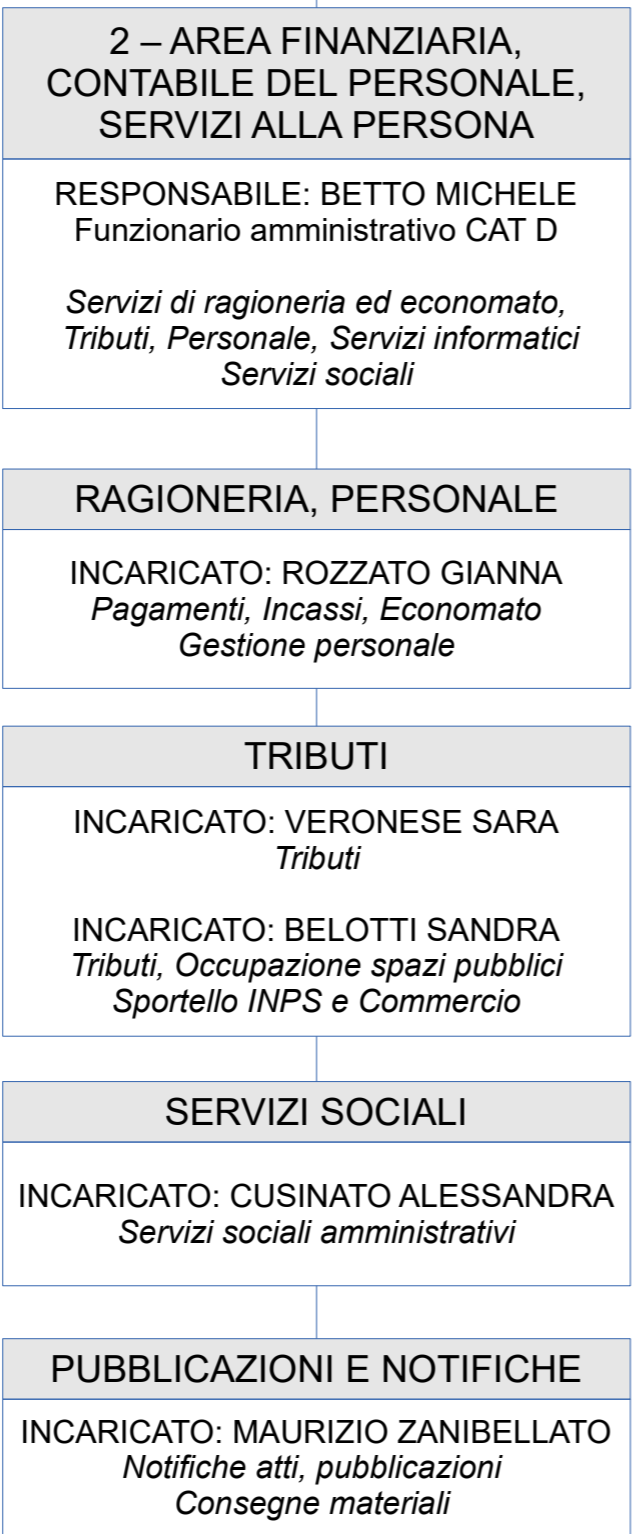 2 – AREA FINANZIARIA,
CONTABILE DEL PERSONALE,
SERVIZI ALLA PERSONA
RESPONSABILE: BETTO MICHELE
Funzionario amministrativo CAT D
Servizi di ragioneria ed economato,
Tributi, Personale, Servizi informatici
Servizi sociali
RAGIONERIA, PERSONALE
INCARICATO: ROZZATO GIANNA
Pagamenti, Incassi, Economato
Gestione personale
TRIBUTI
INCARICATO: VERONESE SARA
Tributi
INCARICATO: BELOTTI SANDRA
Tributi, Occupazione spazi pubblici
Sportello INPS e Commercio
SERVIZI SOCIALI
INCARICATO: CUSINATO ALESSANDRA
Servizi sociali amministrativi
PUBBLICAZIONI E NOTIFICHE
INCARICATO: MAURIZIO ZANIBELLATO
Notifiche atti, pubblicazioni
Consegne materiali